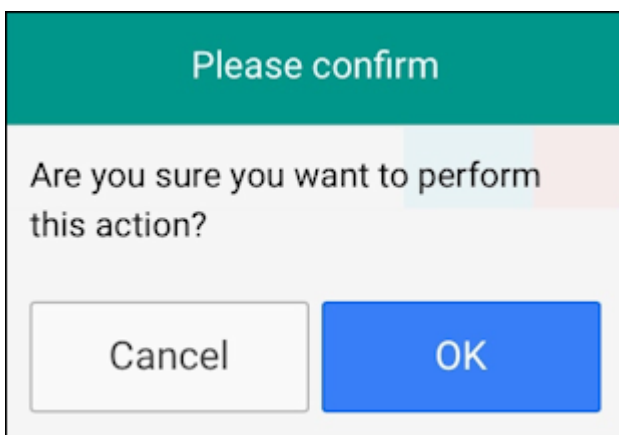 Please confirm
Are you sure you want to perform
this action?
Cancel
OK